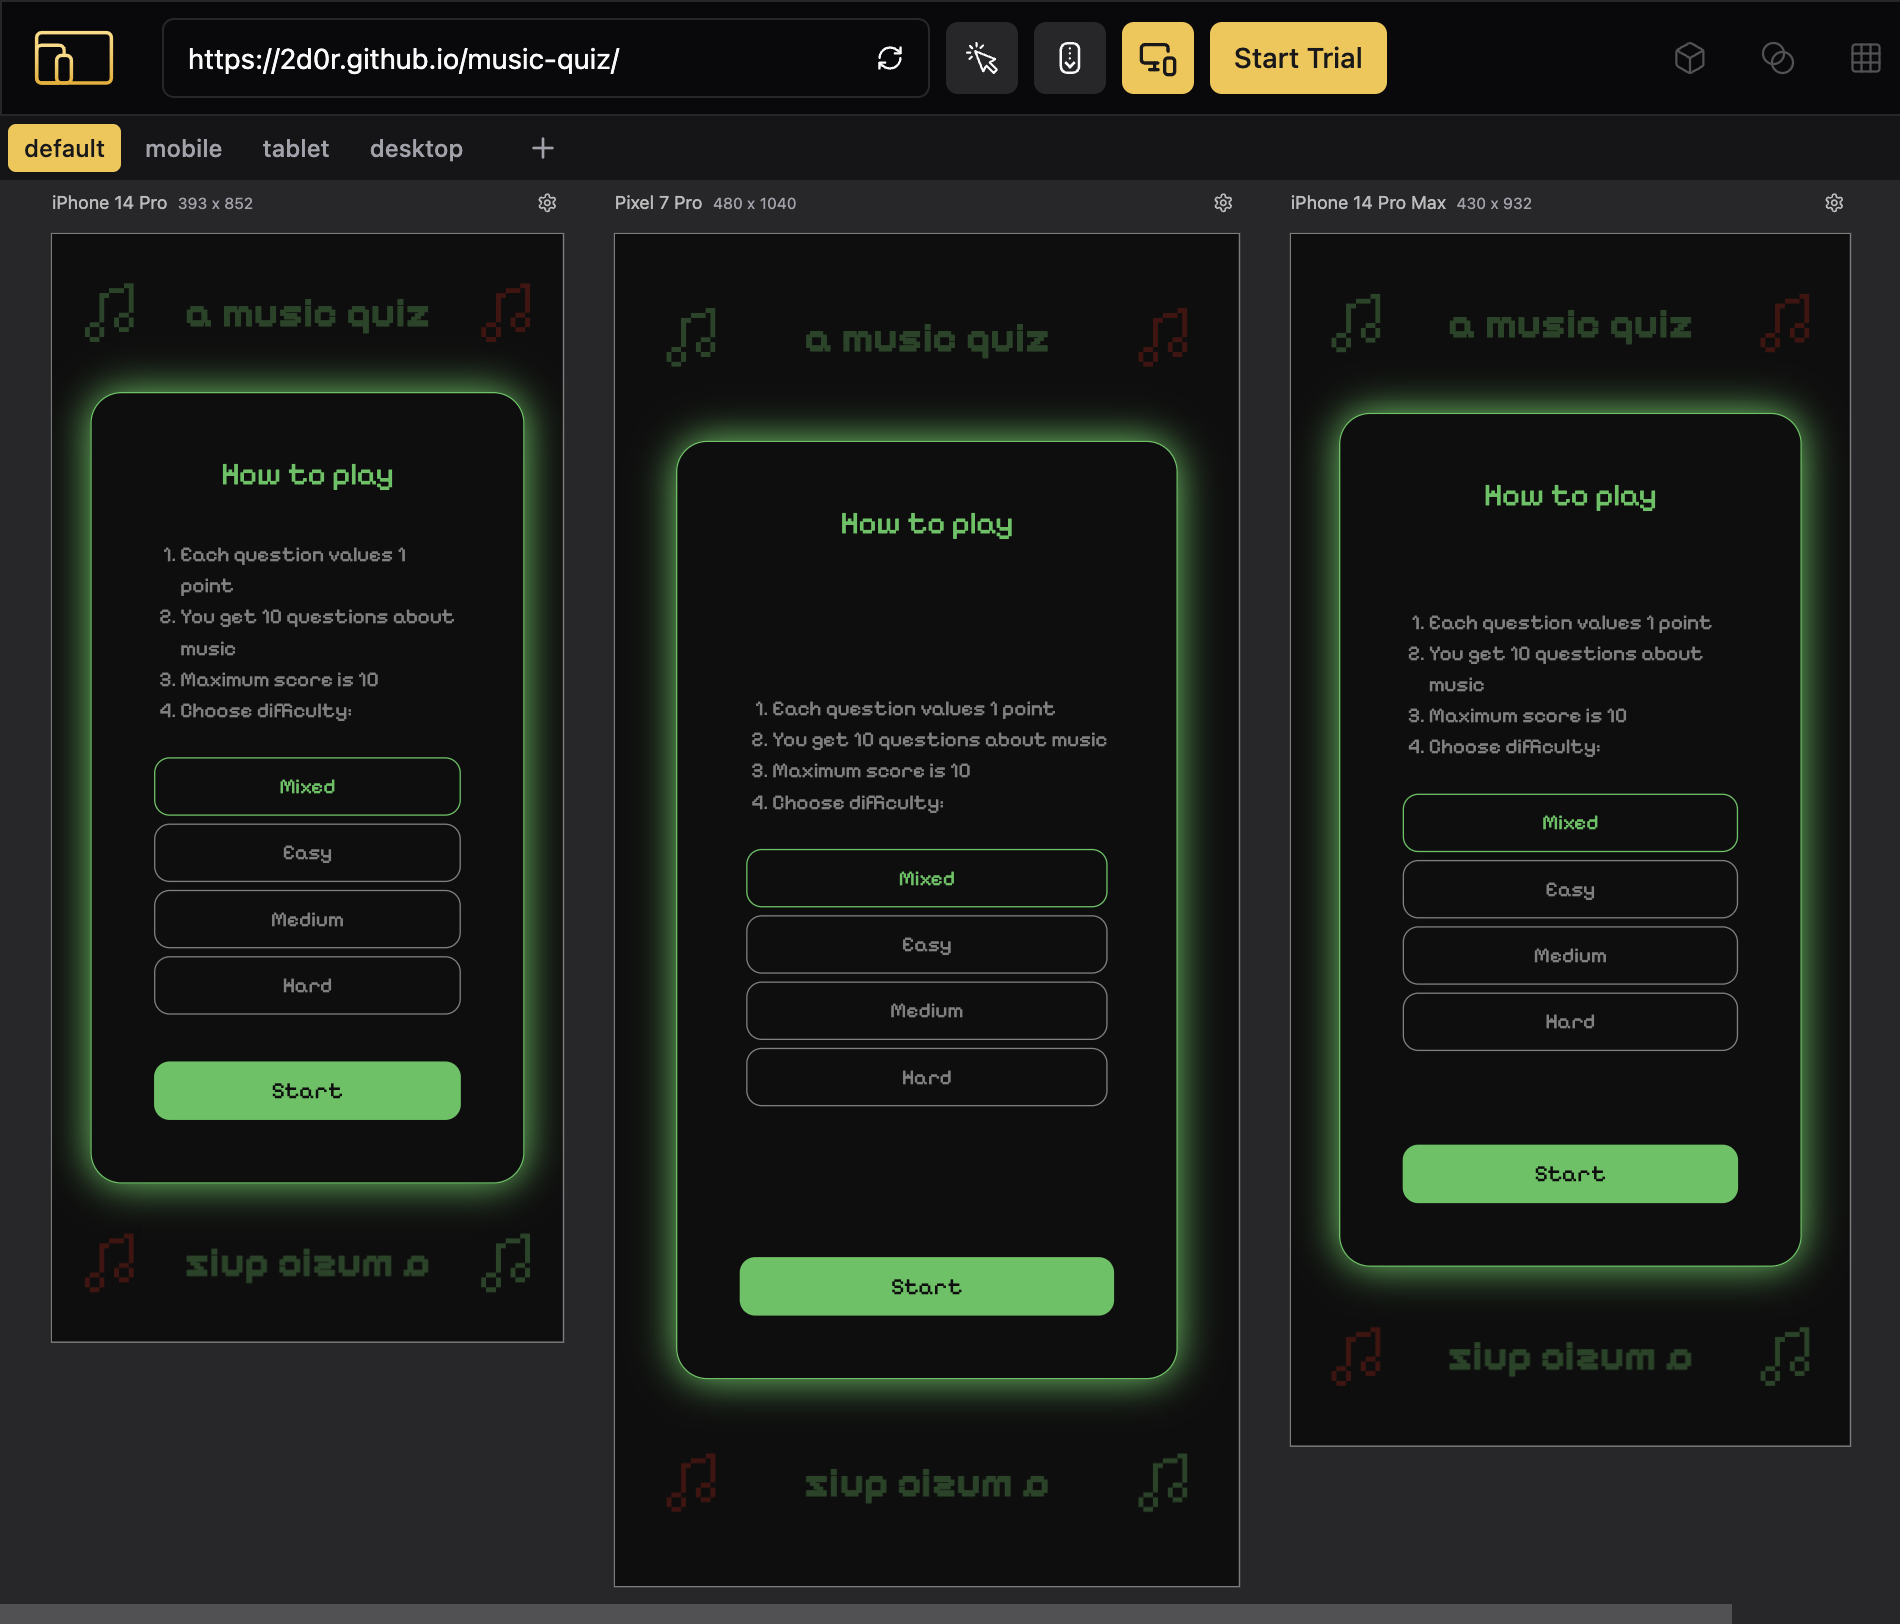 https://2d0r.github.io/music-quiz/
Start Trial
default mobile tablet desktop
iPhone 14 Pro 393 x 852
a music quiz
How to play
1. Each question values 1
point
2. You get 10 questions about
music
3. Maximum score is 10
4. Choose difficulty:
Mixed
Easy
Medium
Hard
Start
a music quiz
Pixel 7 Pro 480 x 1040
a music quiz
How to play
1. Each question values 1 point
2. You get 10 questions about music
3. Maximum score is 10
4. Choose difficulty:
Mixed
Easy
Medium
Hard
Start
a music quiz
iPhone 14 Pro Max 430 x 932
a music quiz
How to play
1. Each question values 1 point
2. You get 10 questions about
music
3. Maximum score is 10
4. Choose difficulty:
Mixed
Easy
Medium
Hard
Start
a music quiz